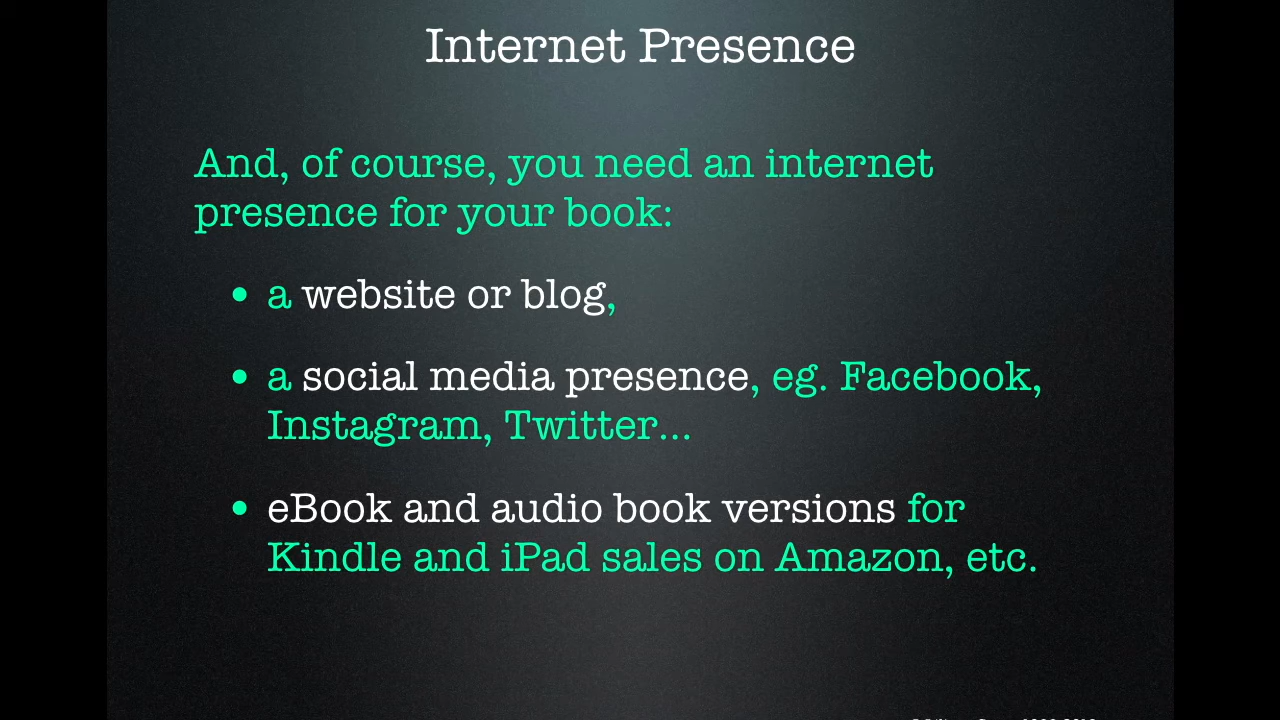 Internet Presence
And, of course, you need an internet
presence for your book:
• a website or blog,
• a social media presence, eg. Facebook,
Instagram, Twitter...
• eBook and audio book versions for
Kindle and iPad sales on Amazon, etc.